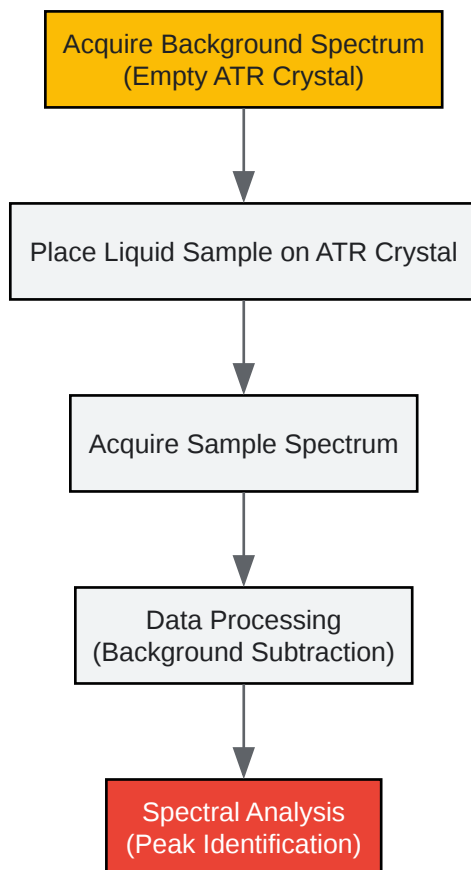 Acquire Background Spectrum
(Empty ATR Crystal)
Place Liquid Sample on ATR Crystal
Acquire Sample Spectrum
Data Processing
(Background Subtraction)
Spectral Analysis
(Peak Identification)